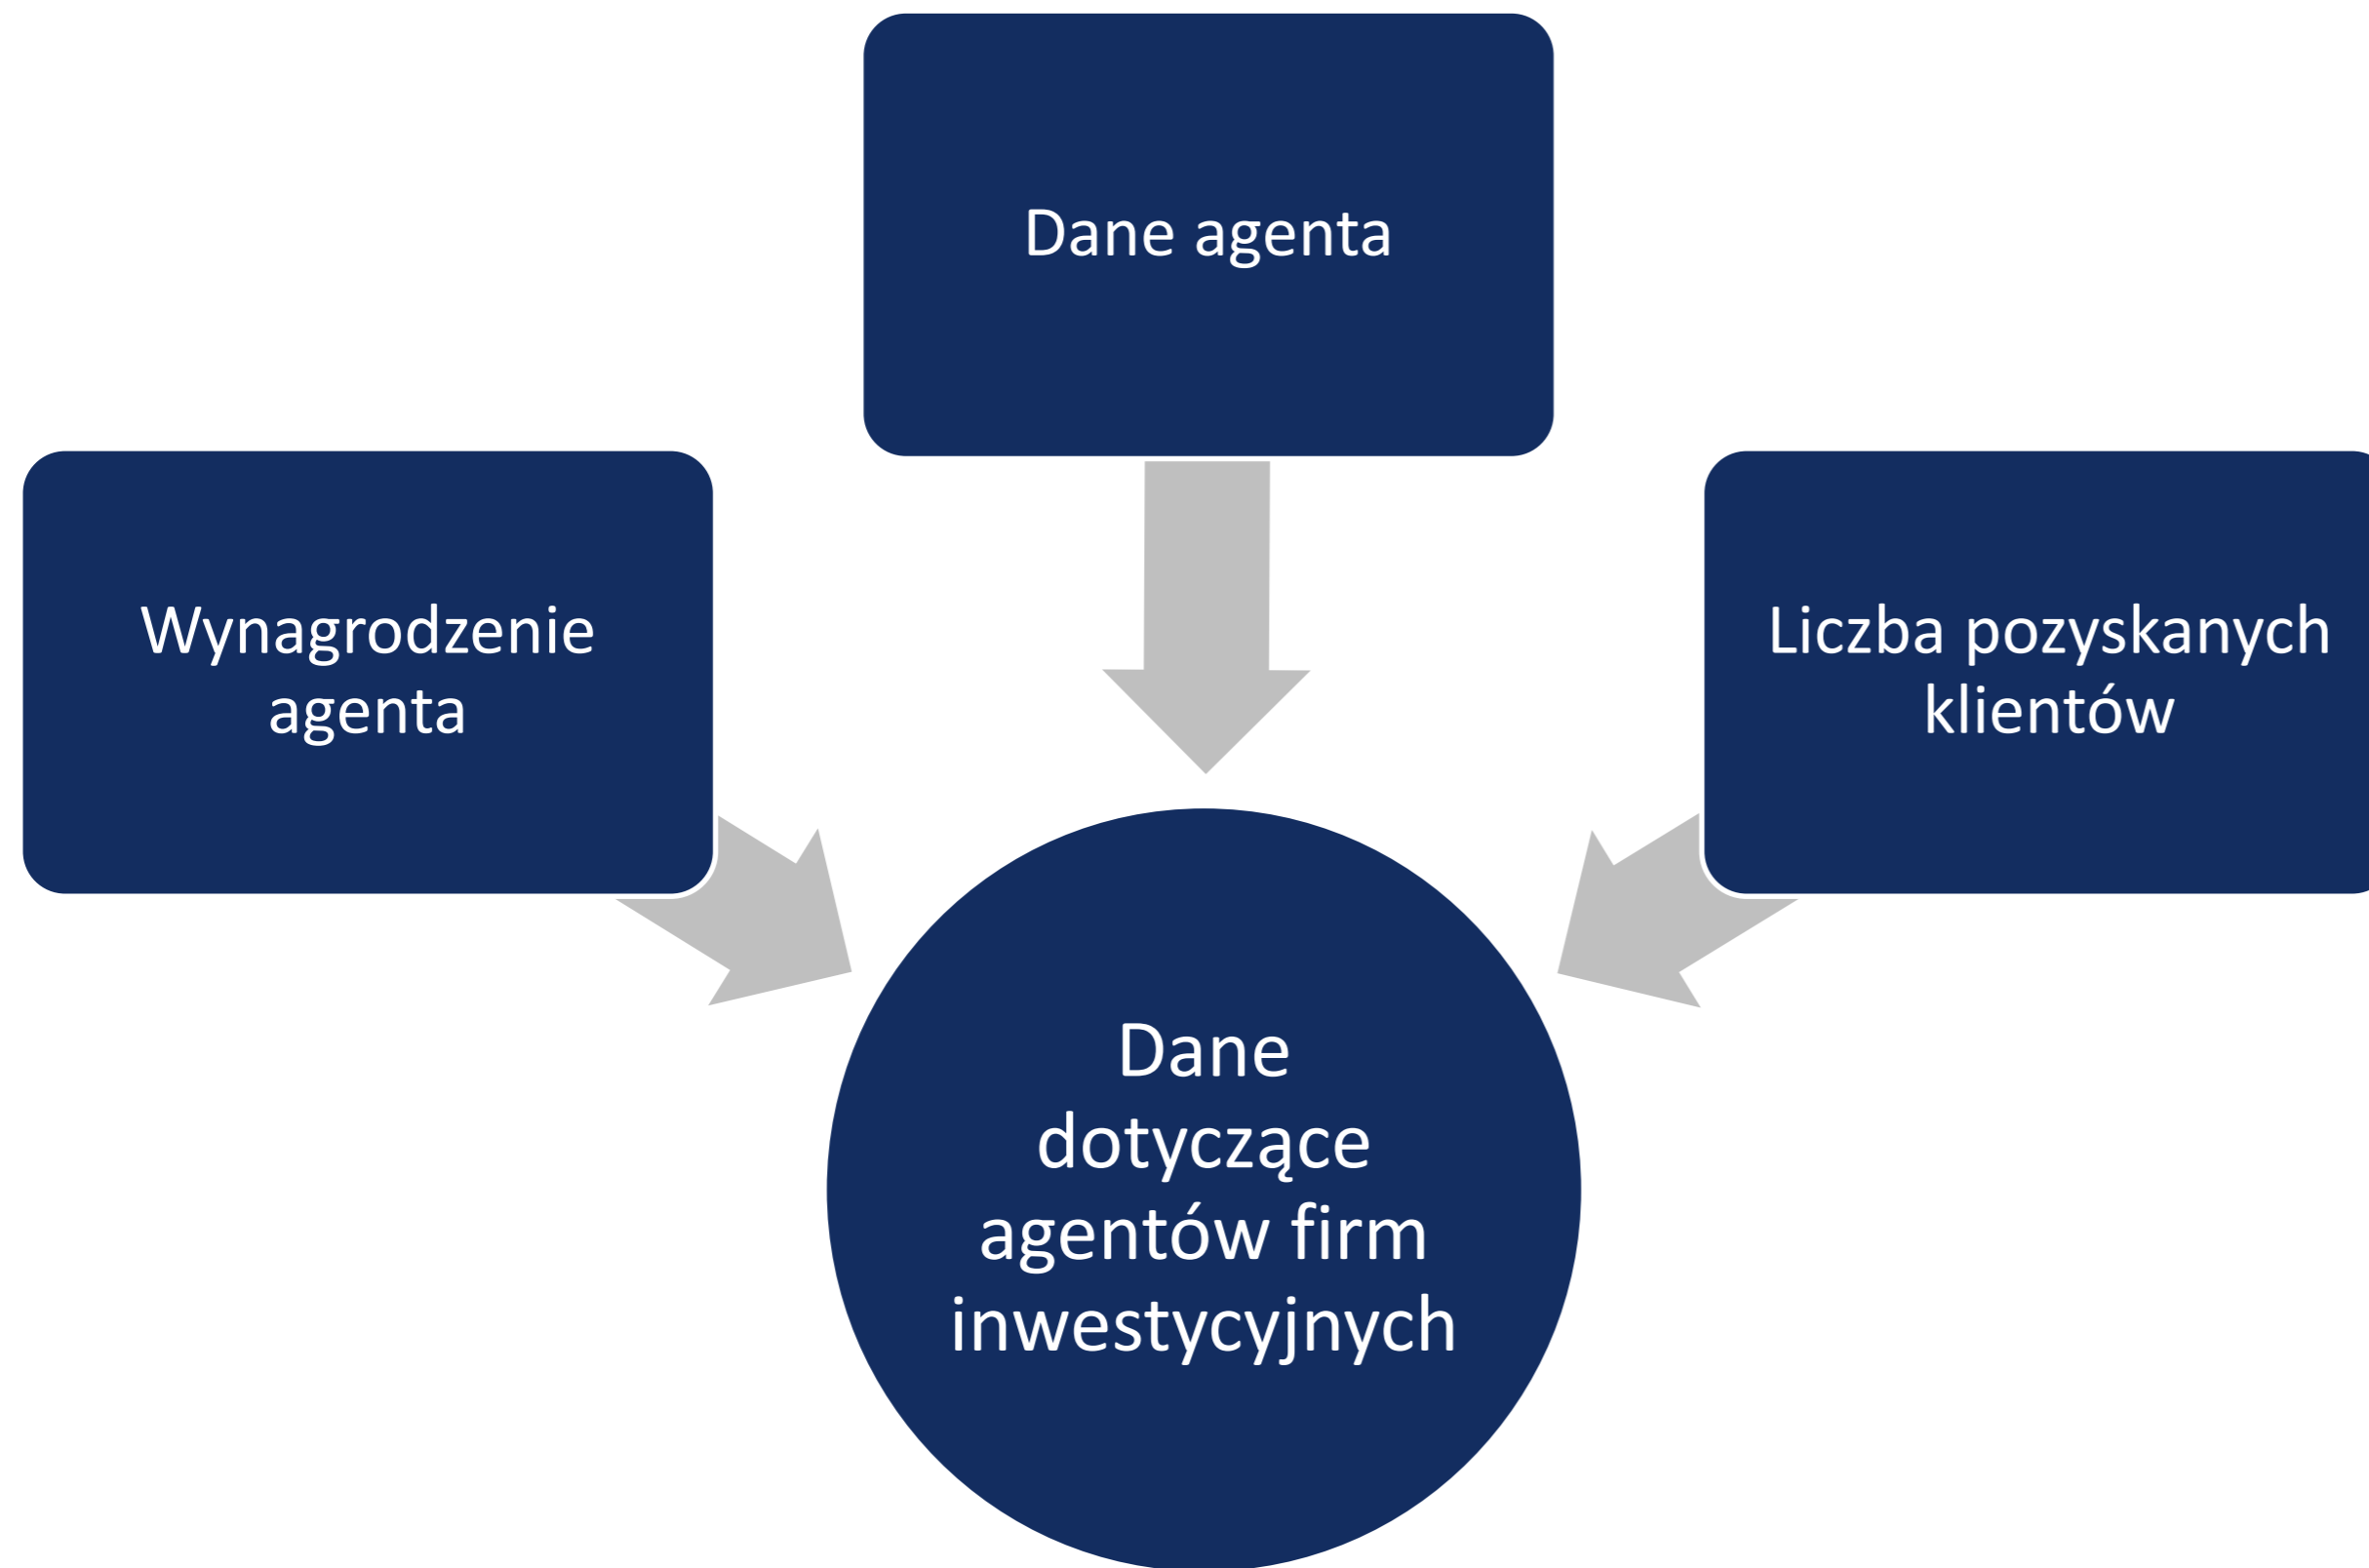 Dane agenta
Wynagrodzenie
agenta
Liczba pozyskanych
klientów
Dane
dotyczące
agentów firm
inwestycyjnych